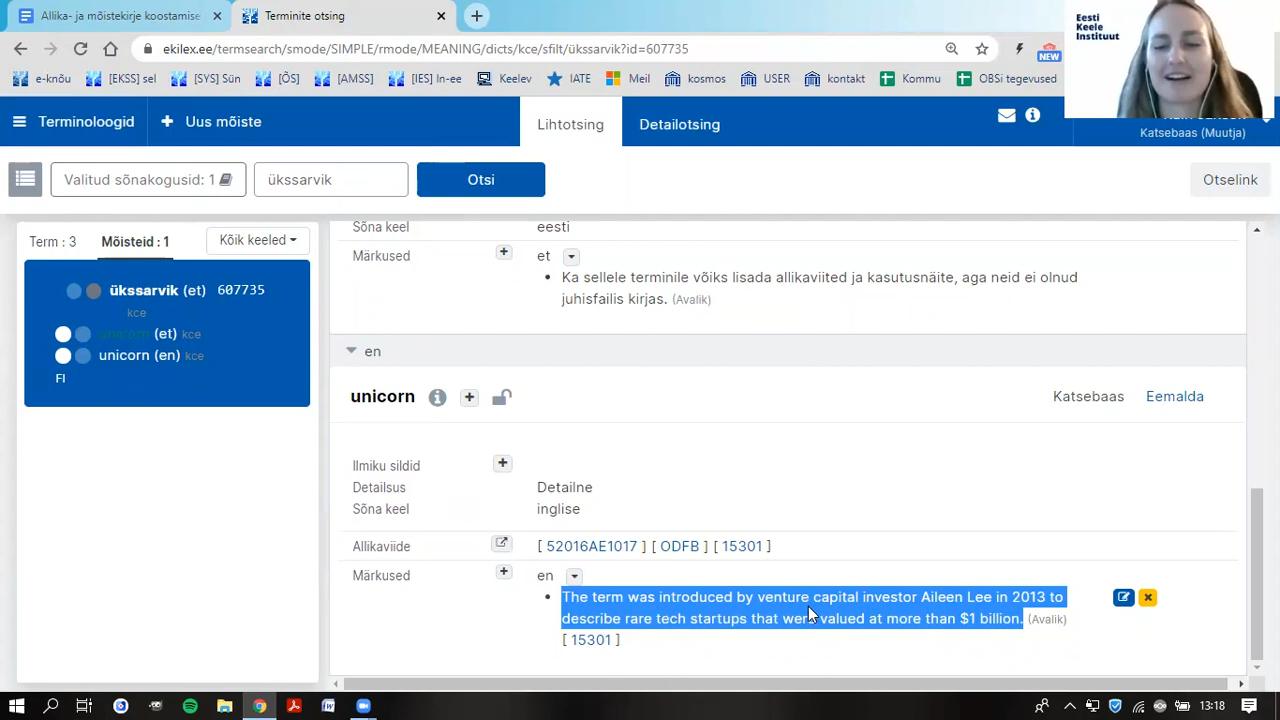 Allika- ja mõistekirje koostamise
Terminite otsing
ekilex.ee/termsearch/smode/SIMPLE/rmode/MEANING/dicts/kce/sfilt/ükssarvik?id=607735
NEW
e-knõu
[EKSS] sel
[SYS] Sün
[ÕS]
[AMSS]
[IES] In-ee
Keelev
IATE
Meil
kosmos
USER
kontakt
Kommu
OBSi tegevused
Eesti
Keele
Instituut
Terminoloogid
Uus mõiste
Lihtotsing
Detailotsing
Katsebaas (Muutja)
Valitud sõnakogusid: 1
ükssarvik
Otsi
Otselink
Term : 3
Mõisteid : 1
Kõik keeled
ükssarvik (et) 607735
kce
unicorn (et) kce
unicorn (en) kce
FI
Sõna keel
eesti
Märkused
et
Ka sellele terminile võiks lisada allikaviited ja kasutusnäite, aga neid ei olnud
juhisfailis kirjas. (Avalik)
en
unicorn
Katsebaas
Eemalda
Ilmiku sildid
Detailsus
Detailne
Sõna keel
inglise
Allikaviide
[ 52016AE1017 ] [ ODFB ] [ 15301 ]
Märkused
en
The term was introduced by venture capital investor Aileen Lee in 2013 to
describe rare tech startups that were valued at more than $1 billion. (Avalik)
[ 15301 ]
13:18